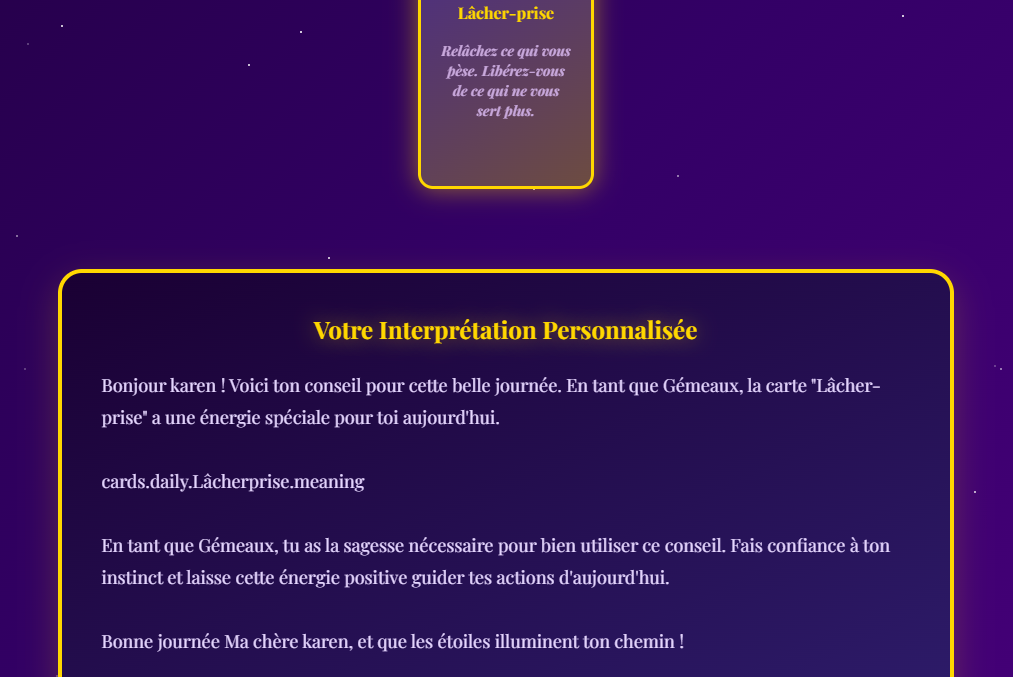 Lâcher-prise
Relâchez ce qui vous
pèse. Libérez-vous
de ce qui ne vous
sert plus.
Votre Interprétation Personnalisée
Bonjour karen ! Voici ton conseil pour cette belle journée. En tant que Gémeaux, la carte "Lâcher-
prise" a une énergie spéciale pour toi aujourd'hui.
cards.daily.Lâcherprise.meaning
En tant que Gémeaux, tu as la sagesse nécessaire pour bien utiliser ce conseil. Fais confiance à ton
instinct et laisse cette énergie positive guider tes actions d'aujourd'hui.
Bonne journée Ma chère karen, et que les étoiles illuminent ton chemin !